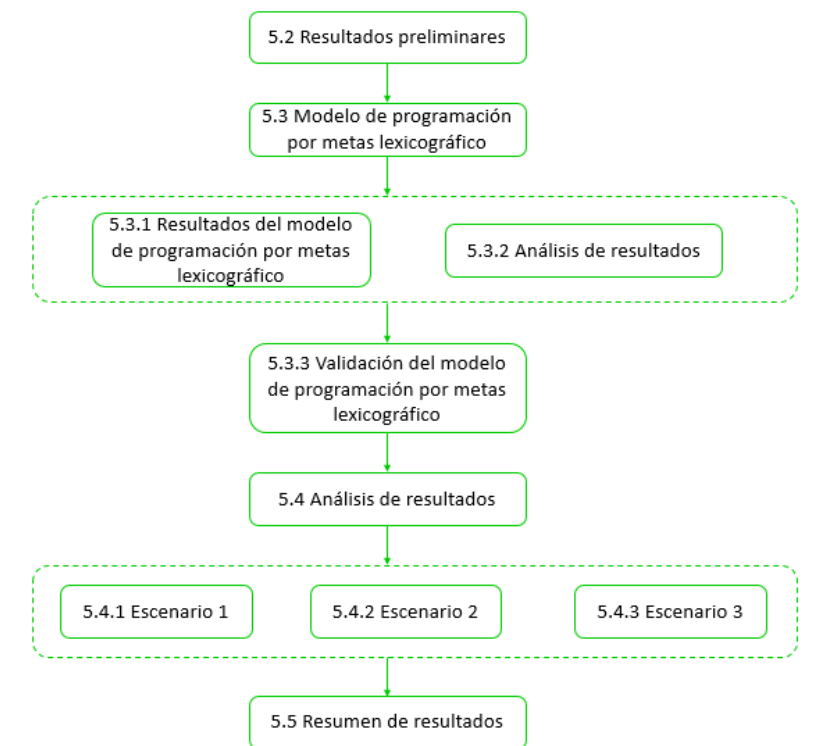 5.2 Resultados preliminares
5.3 Modelo de programación
por metas lexicográfico
5.3.1 Resultados del modelo
de programación por metas
lexicográfico
5.3.2 Análisis de resultados
5.3.3 Validación del modelo
de programación por metas
lexicográfico
5.4 Análisis de resultados
5.4.1 Escenario 1
5.4.2 Escenario 2
5.4.3 Escenario 3
5.5 Resumen de resultados